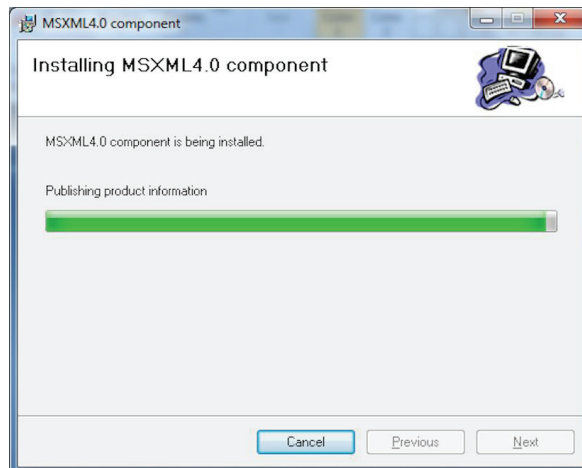 MSXML4.0 component
Installing MSXML4.0 component
MSXML4.0 component is being installed.
Publishing product information
Cancel
Previous
Next